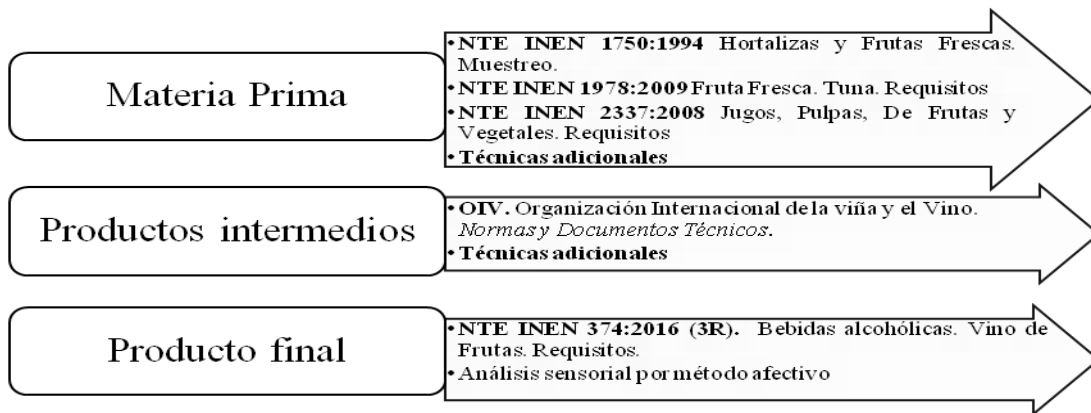 Materia Prima
•NTE INEN 1750:1994 Hortalizas y Frutas Frescas.
Muestreo.
•NTE INEN 1978:2009 Fruta Fresca. Tuna. Requisitos
•NTE INEN 2337:2008 Jugos, Pulpas, De Frutas y
Vegetales. Requisitos
•Técnicas adicionales
Productos intermedios
•OIV. Organización Internacional de la viña y el Vino.
Normas y Documentos Técnicos.
•Técnicas adicionales
Producto final
•NTE INEN 374:2016 (3R). Bebidas alcohólicas. Vino de
Frutas. Requisitos.
•Análisis sensorial por método afectivo